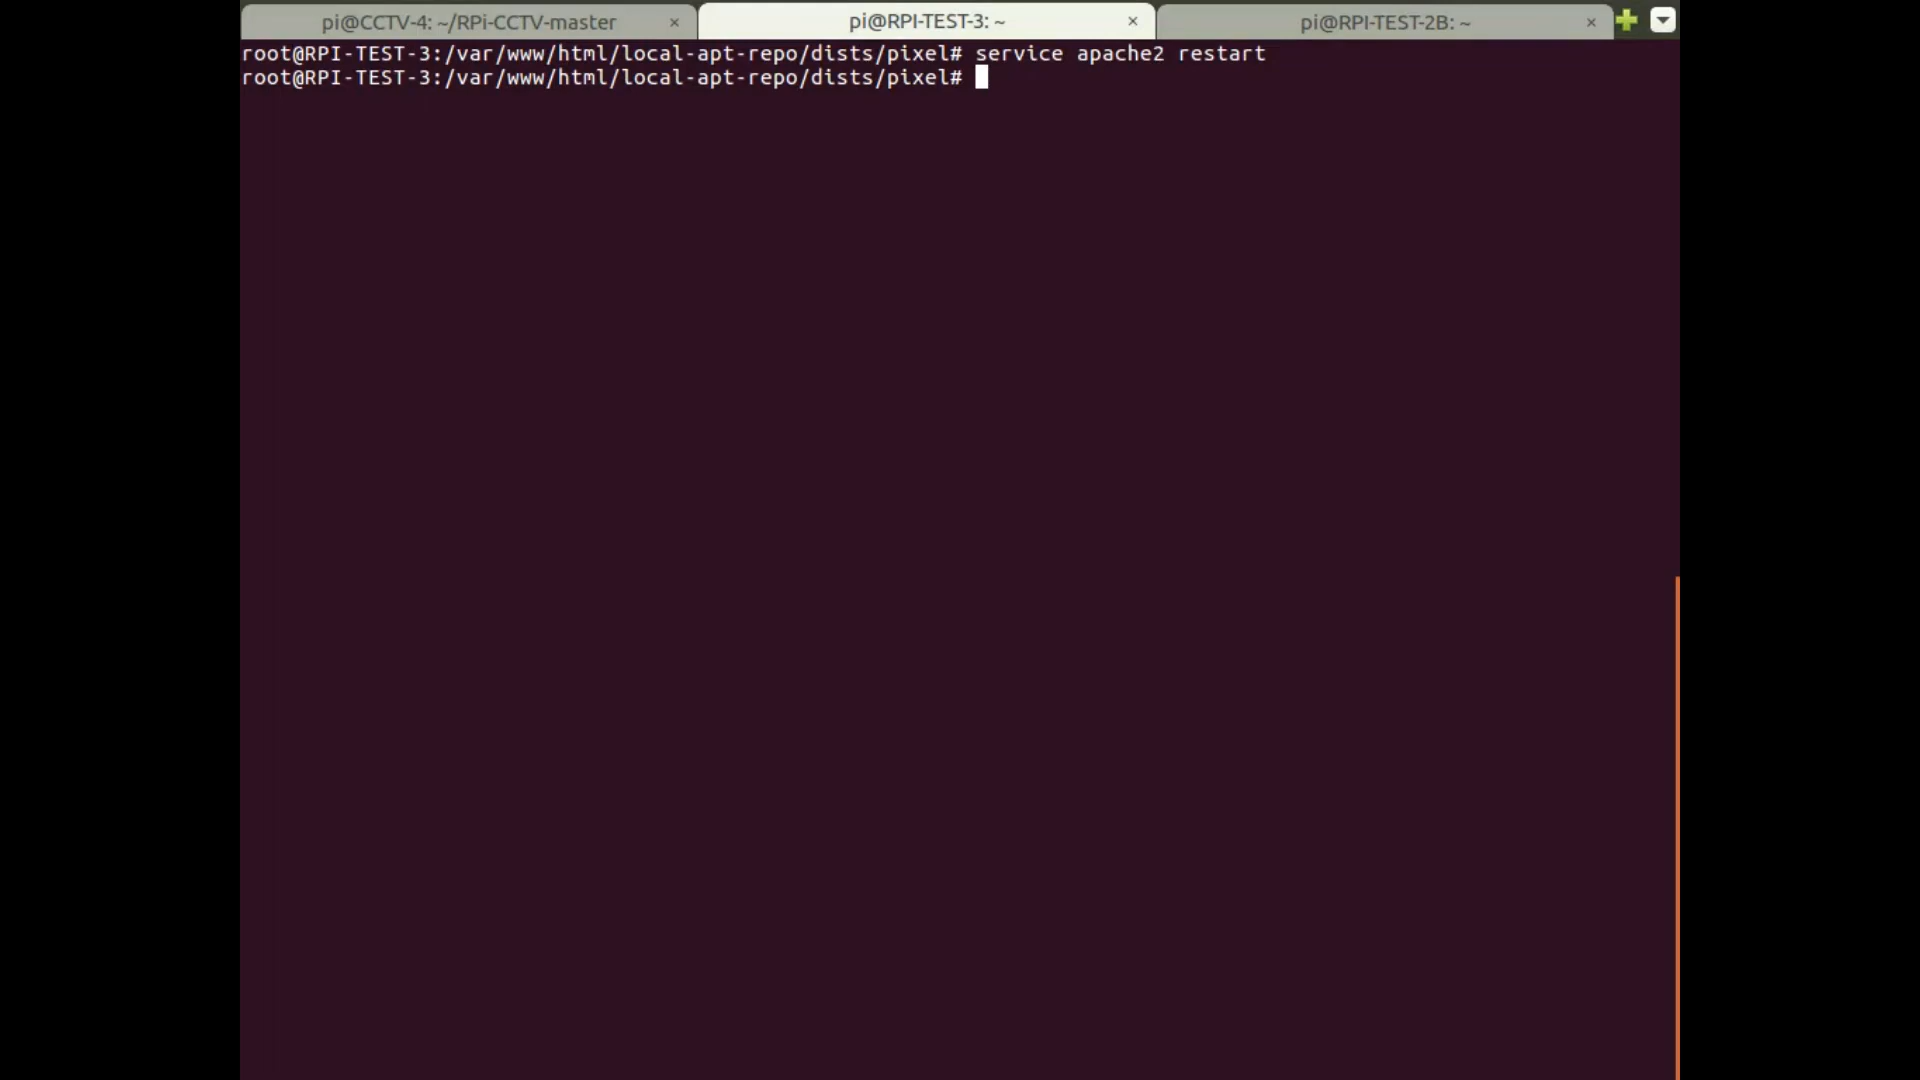 pi@CCTV-4: ~/RPi-CCTV-master × pi@RPI-TEST-3: ~ × pi@RPI-TEST-2B: ~ ×
root@RPI-TEST-3:/var/www/html/local-apt-repo/dists/pixel# service apache2 restart
root@RPI-TEST-3:/var/www/html/local-apt-repo/dists/pixel#